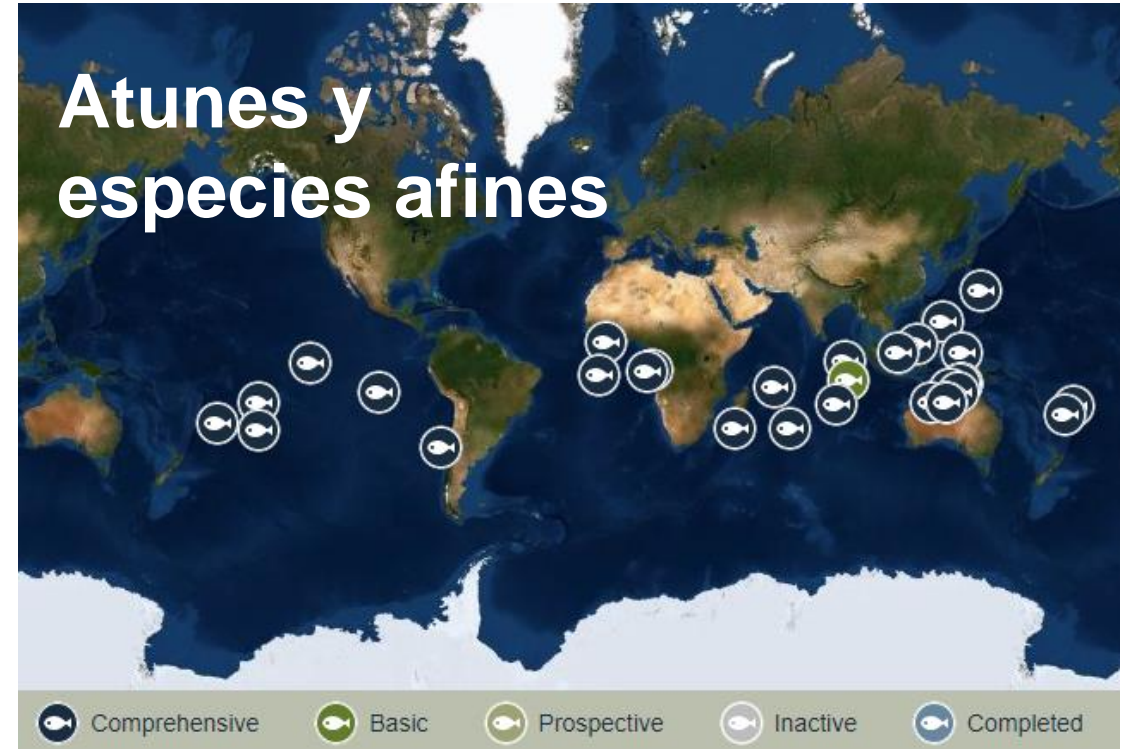 Atunes y
especies afines
Comprehensive Basic Prospective Inactive Completed